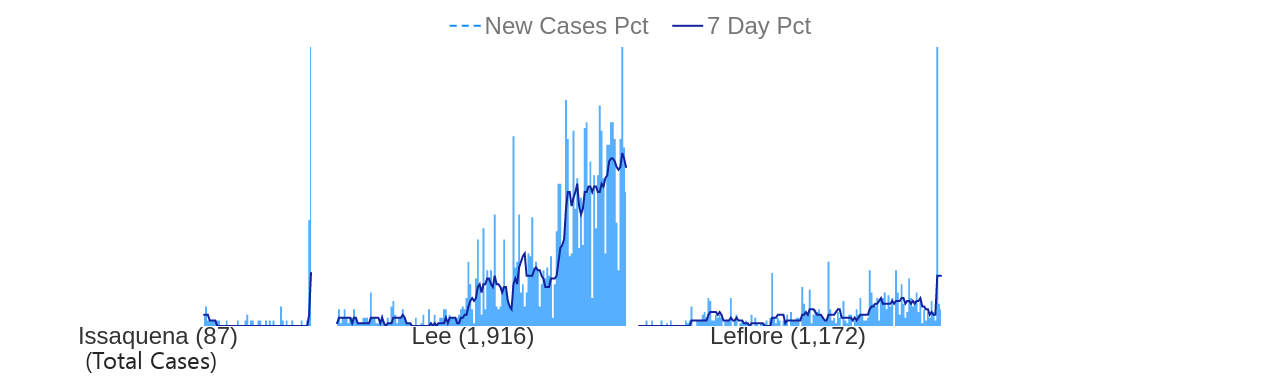 New Cases Pct 7 Day Pct
Issaquena (87) Lee (1,916) Leflore (1,172)
(Total Cases)